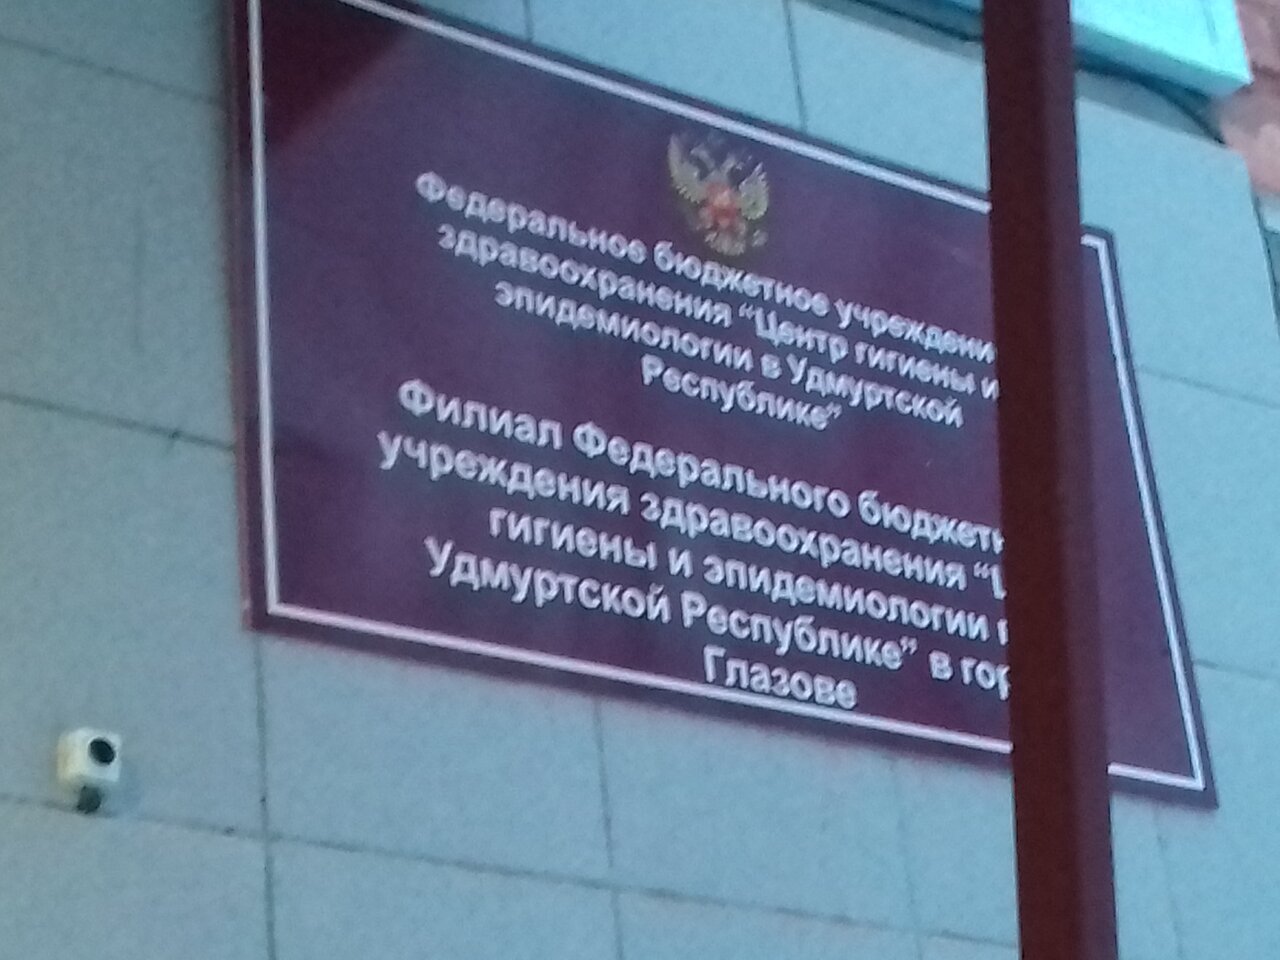 Федеральное бюджетное учреждени
здравоохранения “Центр гигиены и
эпидемиологии в Удмуртской
Республике”
Филиал Федерального бюджетн
учреждения здравоохранения “Ц
гигиены и эпидемиологии
Удмуртской Республике” в гор
Глазове